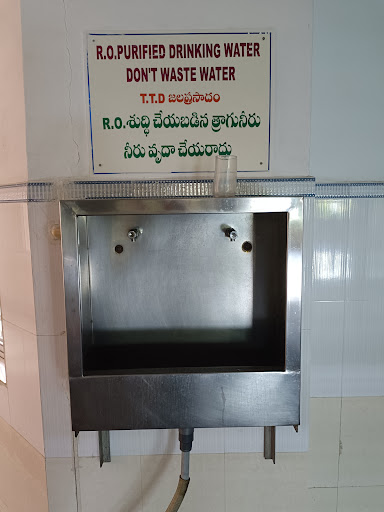 R.O.PURIFIED DRINKING WATER
DON'T WASTE WATER
T.T.D జలప్రసాదం
R.O.శుద్ధి చేయబడిన త్రాగునీరు
నీరు వృదా చేయరాదు